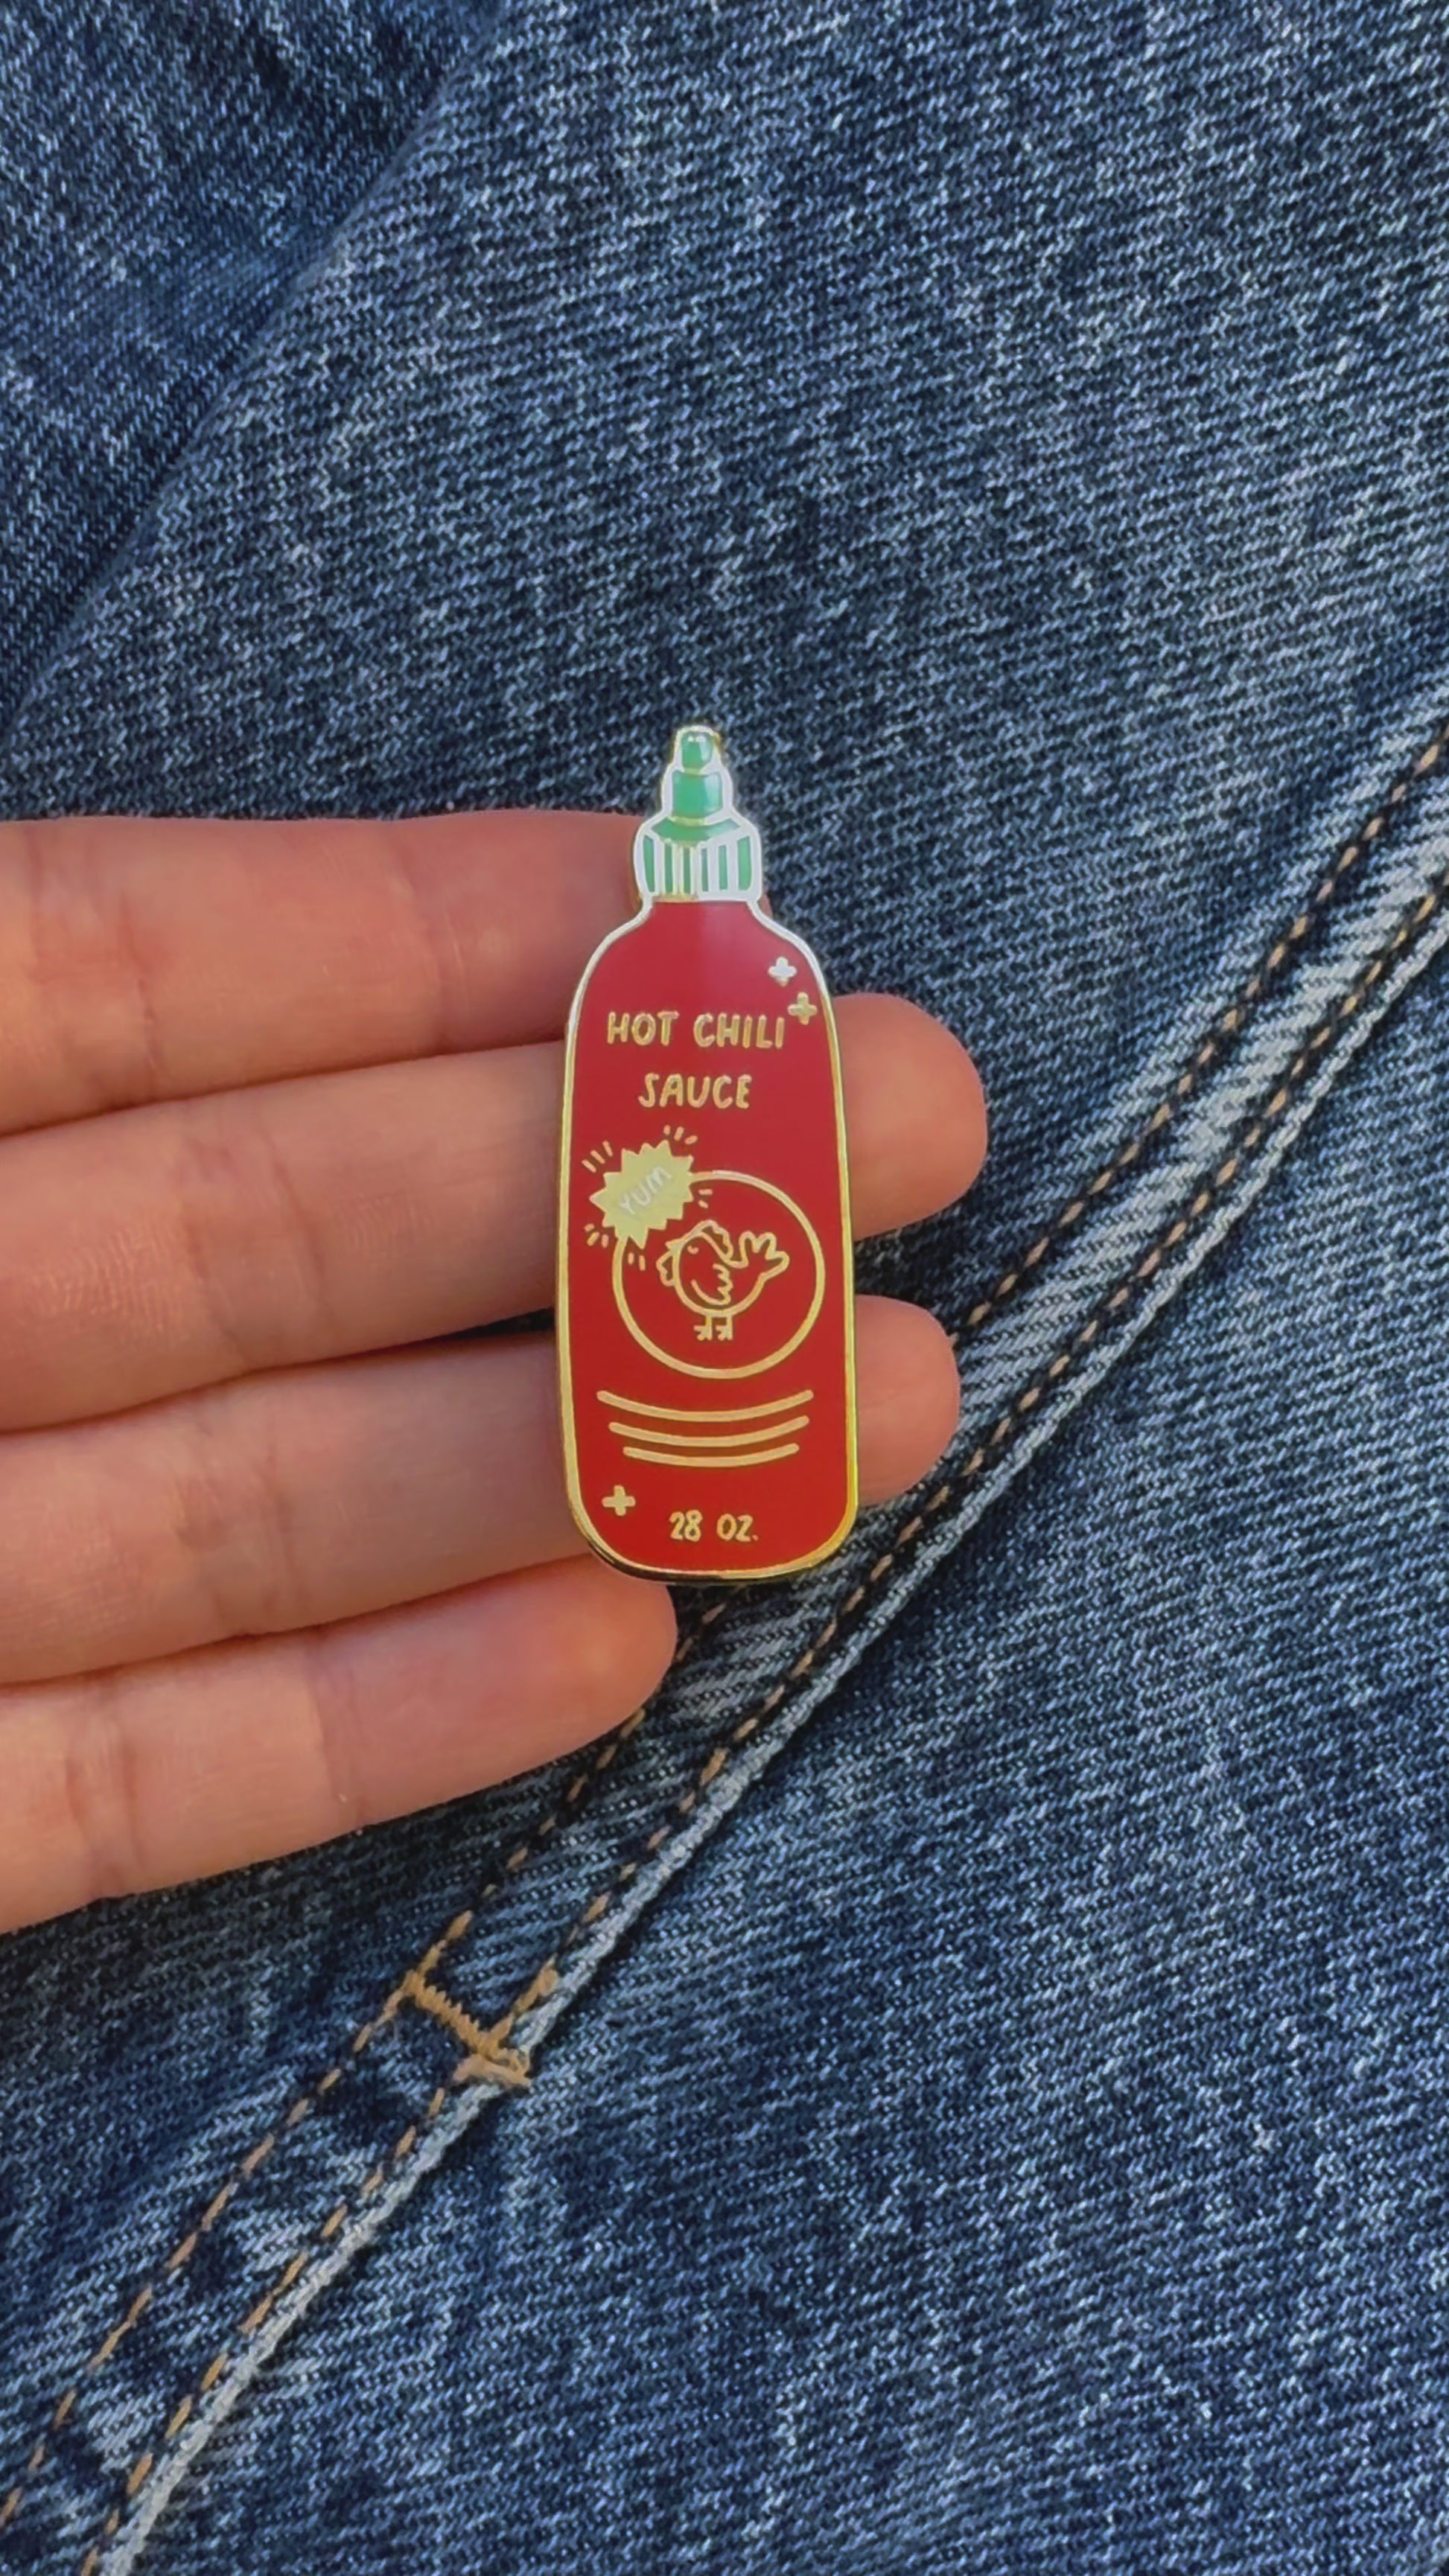 HOT CHILI
SAUCE
YUM
28 OZ.